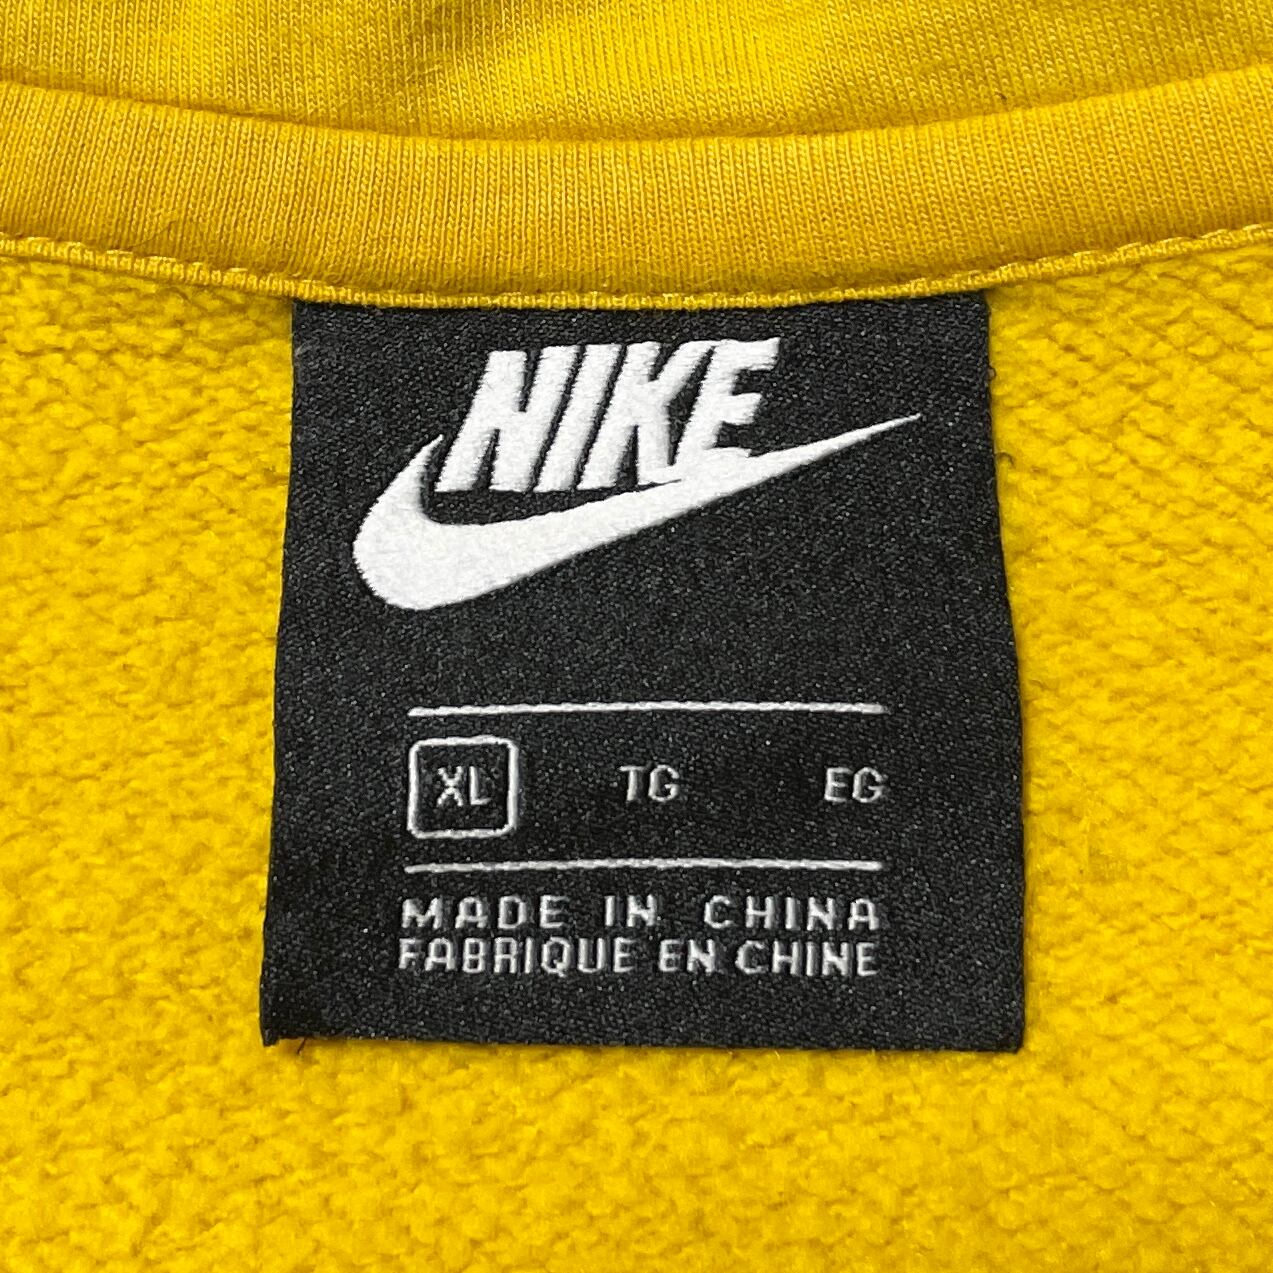 NIKE
XL TG EG
MADE IN CHINA
FABRIQUE EN CHINE